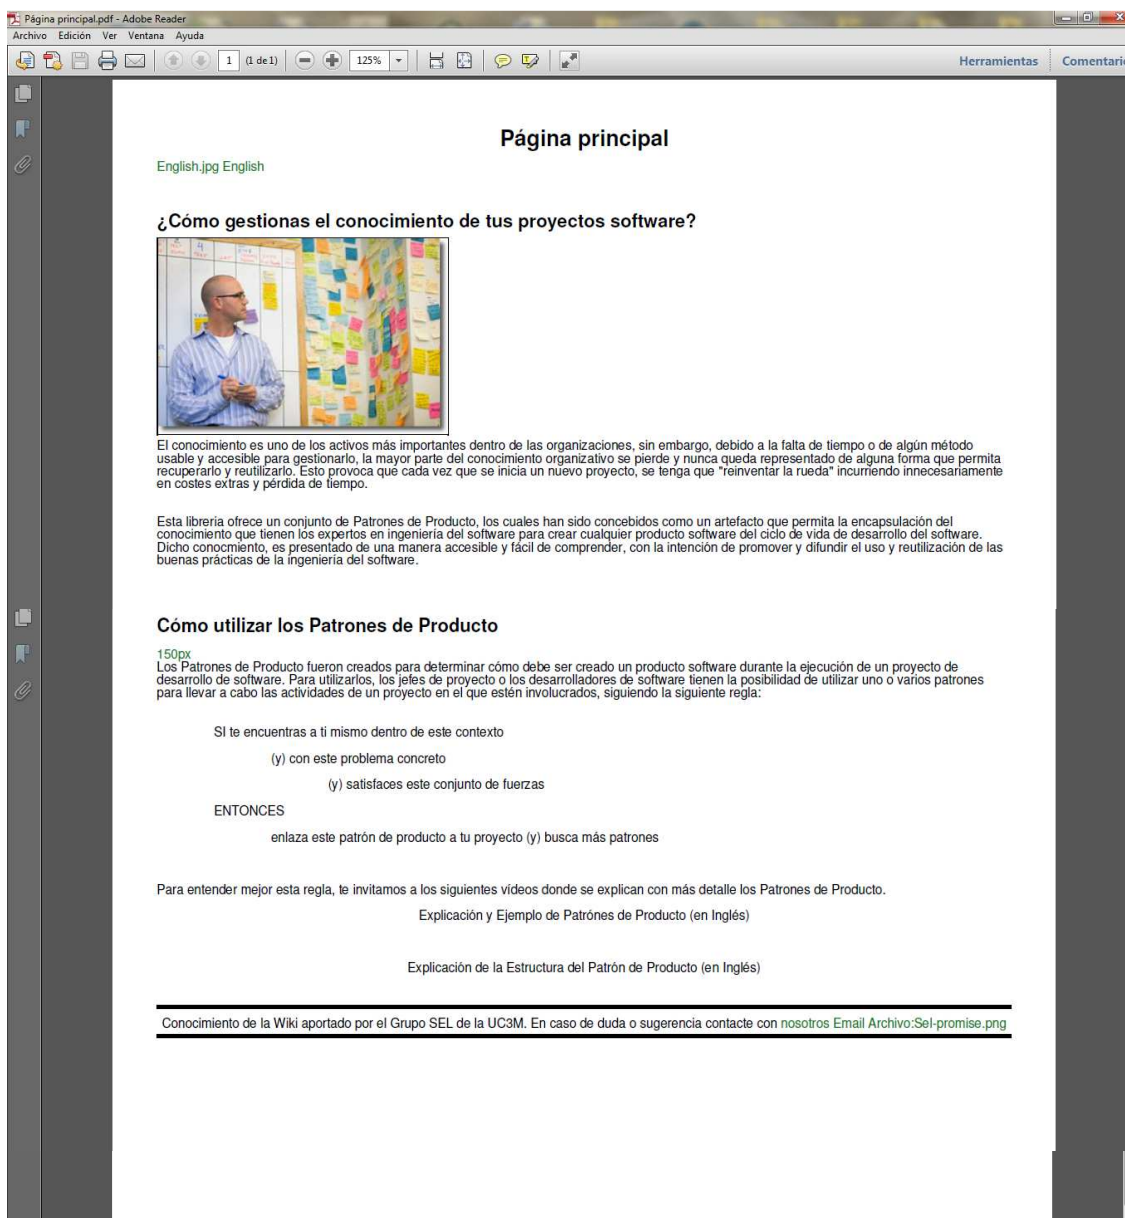 Página principal.pdf - Adobe Reader
Archivo Edición Ver Ventana Ayuda
1 (1 de 1) 125% Herramientas Comentari
Página principal
English.jpg English
¿Cómo gestionas el conocimiento de tus proyectos software?
El conocimiento es uno de los activos más importantes dentro de las organizaciones, sin embargo, debido a la falta de tiempo o de algún método
usable y accesible para gestionarlo, la mayor parte del conocimiento organizativo se pierde y nunca queda representado de alguna forma que permita
recuperarlo y reutilizarlo. Esto provoca que cada vez que se inicia un nuevo proyecto, se tenga que "reinventar la rueda" incurriendo innecesariamente
en costes extras y pérdida de tiempo.
Esta libreria ofrece un conjunto de Patrones de Producto, los cuales han sido concebidos como un artefacto que permita la encapsulación del
conocimiento que tienen los expertos en ingeniería del software para crear cualquier producto software del ciclo de vida de desarrollo del software.
Dicho conocmiento, es presentado de una manera accesible y fácil de comprender, con la intención de promover y difundir el uso y reutilización de las
buenas prácticas de la ingeniería del software.
Cómo utilizar los Patrones de Producto
150px
Los Patrones de Producto fueron creados para determinar cómo debe ser creado un producto software durante la ejecución de un proyecto de
desarrollo de software. Para utilizarlos, los jefes de proyecto o los desarrolladores de software tienen la posibilidad de utilizar uno o varios patrones
para llevar a cabo las actividades de un proyecto en el que estén involucrados, siguiendo la siguiente regla:
SI te encuentras a ti mismo dentro de este contexto
(y) con este problema concreto
(y) satisfaces este conjunto de fuerzas
ENTONCES
enlaza este patrón de producto a tu proyecto (y) busca más patrones
Para entender mejor esta regla, te invitamos a los siguientes vídeos donde se explican con más detalle los Patrones de Producto.
Explicación y Ejemplo de Patrónes de Producto (en Inglés)
Explicación de la Estructura del Patrón de Producto (en Inglés)
Conocimiento de la Wiki aportado por el Grupo SEL de la UC3M. En caso de duda o sugerencia contacte con nosotros Email Archivo:Sel-promise.png